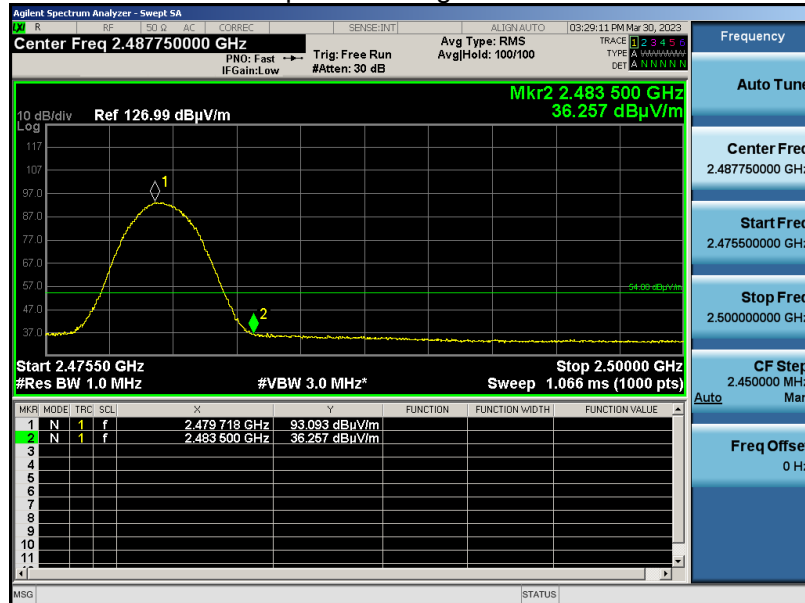 Agilent Spectrum Analyzer - Swept SA
LXI R RF 50 Ω AC CORREC SENSE:INT ALIGN AUTO 03:29:11 PM Mar 30, 2023
Center Freq 2.487750000 GHz
PNO: Fast
IFGain:Low
Trig: Free Run
#Atten: 30 dB
Avg Type: RMS
Avg|Hold: 100/100
TRACE 1 2 3 4 5 6
TYPE A
DET A N N N N N
Frequency
Auto Tune
Mkr2 2.483 500 GHz
36.257 dBµV/m
10 dB/div Ref 126.99 dBµV/m
Log
117
107
97.0
87.0
77.0
67.0
57.0
47.0
37.0
1
2
54.00 dBµV/m
Center Freq
2.487750000 GHz
Start Freq
2.475500000 GHz
Stop Freq
2.500000000 GHz
CF Step
2.450000 MHz
Auto Man
Freq Offset
0 Hz
Start 2.47550 GHz Stop 2.50000 GHz
#Res BW 1.0 MHz #VBW 3.0 MHz* Sweep 1.066 ms (1000 pts)
MKR MODE TRC SCL X Y FUNCTION FUNCTION WIDTH FUNCTION VALUE
1 N 1 f 2.479 718 GHz 93.093 dBµV/m
2 N 1 f 2.483 500 GHz 36.257 dBµV/m
3
4
5
6
7
8
9
10
11
MSG STATUS